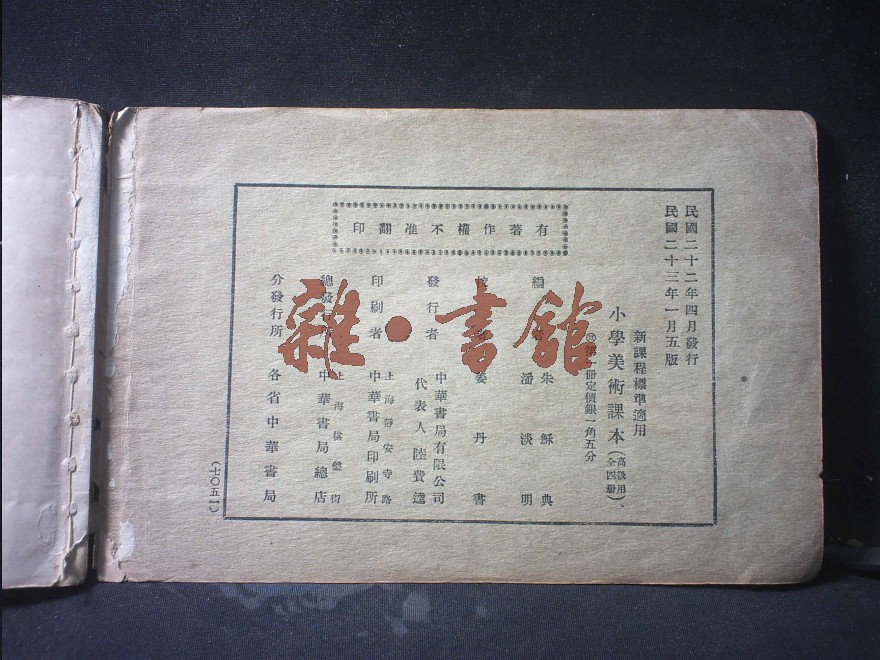 民國二十二年四月發行
民國二十三年一月五版
新課程標準適用
小學美術課本（高級用全四冊）
第一冊定價銀一角五分
有著作權不准翻印
編 者 朱穌典
潘淡明
校 者 姜丹書
發行者 中華書局有限公司
代表人 陸費逵
印刷者 上海靜安寺路
中華書局印刷所
總發行所 上海棋盤街
中華書局總店
分發行所 各省中華書局
（七〇五一）
雜·書館